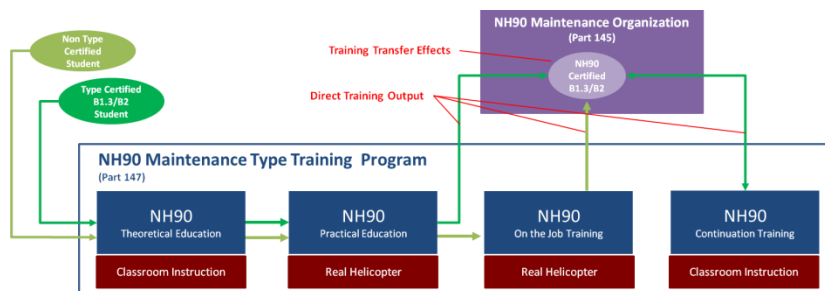 Non Type
Certified
Student
Type Certified
B1.3/B2
Student
NH90 Maintenance Organization
(Part 145)
Training Transfer Effects
NH90
Certified
B1.3/B2
Direct Training Output
NH90 Maintenance Type Training Program
(Part 147)
NH90
Theoretical Education
Classroom Instruction
NH90
Practical Education
Real Helicopter
NH90
On the Job Training
Real Helicopter
NH90
Continuation Training
Classroom Instruction